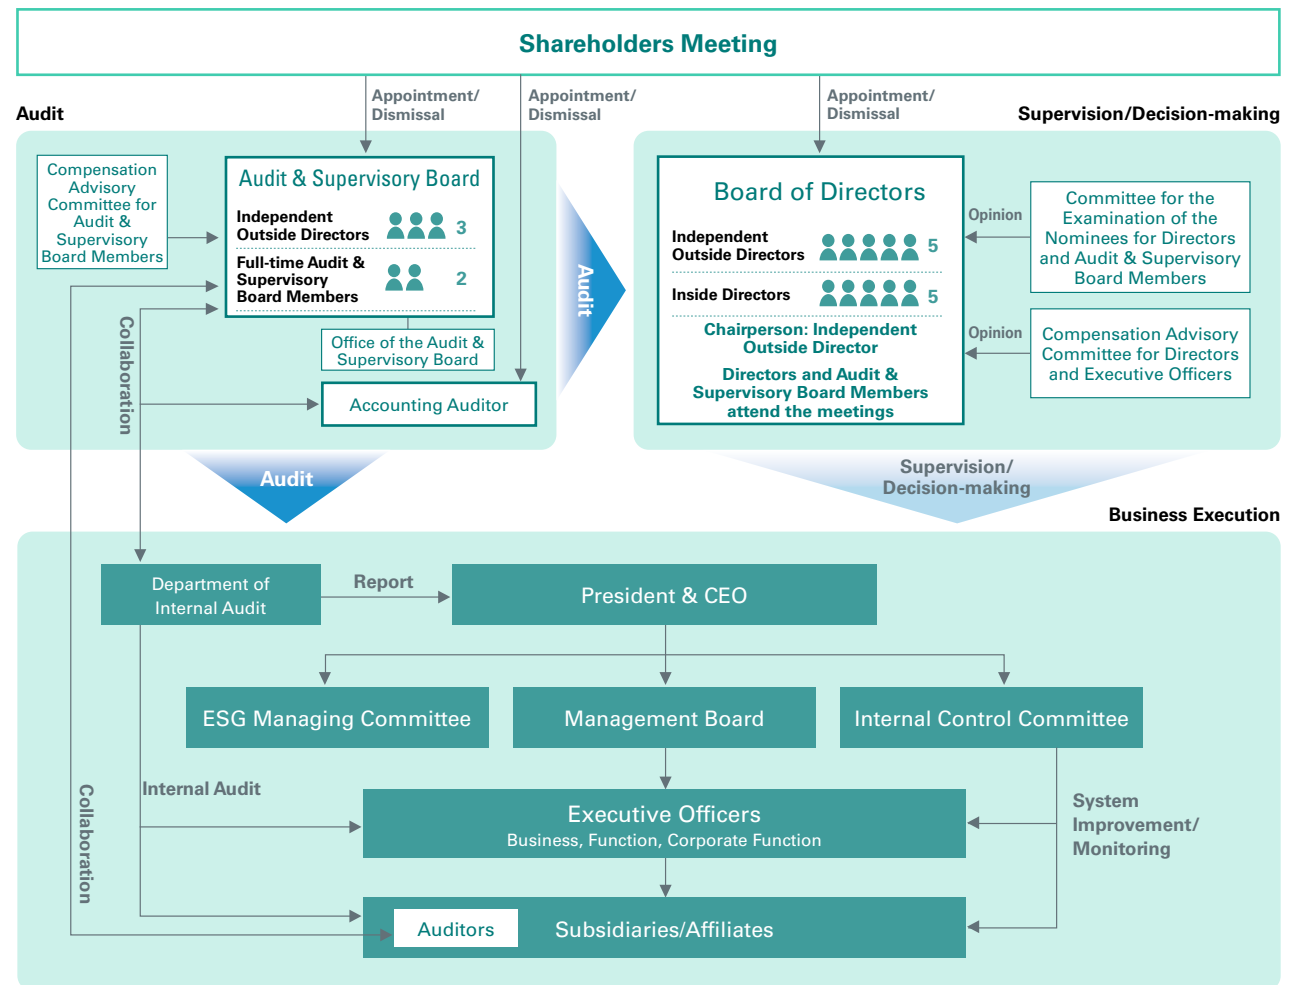 Shareholders Meeting
Appointment/
Dismissal
Appointment/
Dismissal
Appointment/
Dismissal
Audit
Supervision/Decision-making
Compensation
Advisory
Committee for
Audit &
Supervisory
Board Members
Audit & Supervisory Board
Independent
Outside Directors
3
Full-time Audit &
Supervisory
Board Members
2
Office of the Audit &
Supervisory Board
Accounting Auditor
Collaboration
Audit
Board of Directors
Independent
Outside Directors
5
Inside Directors
5
Chairperson: Independent
Outside Director
Directors and Audit &
Supervisory Board Members
attend the meetings
Opinion
Committee for the
Examination of the
Nominees for Directors
and Audit & Supervisory
Board Members
Opinion
Compensation Advisory
Committee for Directors
and Executive Officers
Audit
Supervision/
Decision-making
Business Execution
Department of
Internal Audit
Report
President & CEO
ESG Managing Committee
Management Board
Internal Control Committee
Collaboration
Internal Audit
Executive Officers
Business, Function, Corporate Function
System
Improvement/
Monitoring
Auditors
Subsidiaries/Affiliates